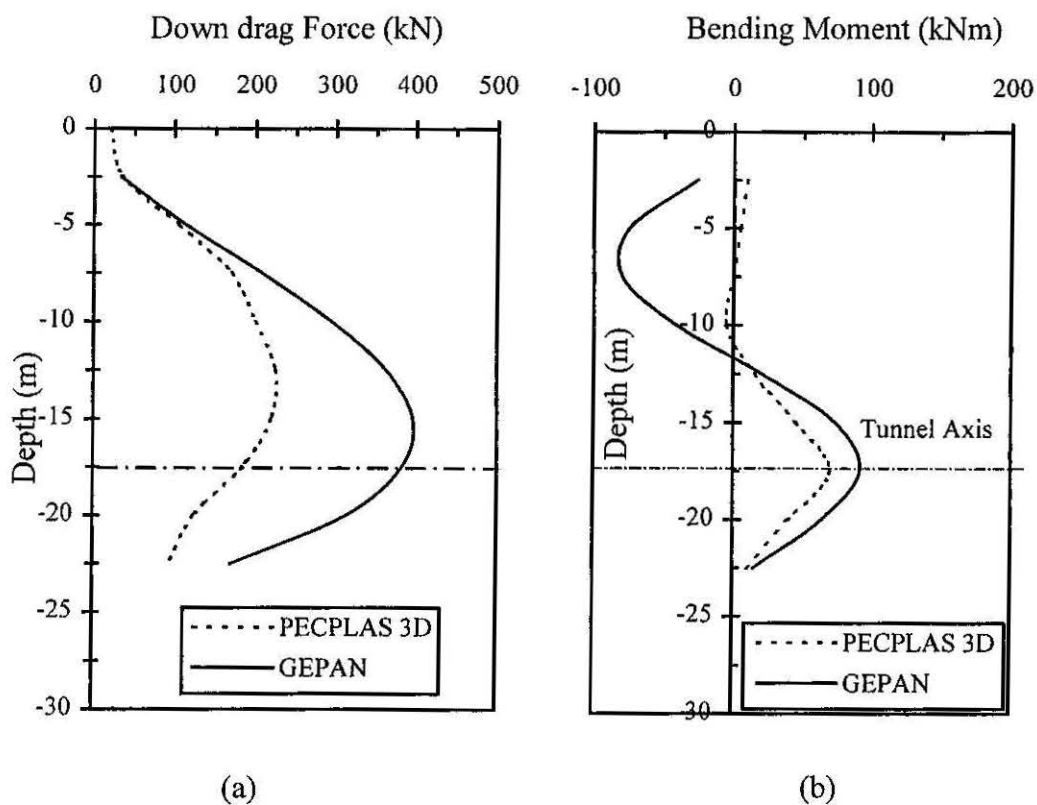 Down drag Force (kN)
0 100 200 300 400 500
0
-5
-10
-15
-20
-25
-30
Depth (m)
PECPLAS 3D
GEPAN
(a)
Bending Moment (kNm)
-100 0 100 200
0
-5
-10
-15
-20
-25
30
Depth (m)
Tunnel Axis
PECPLAS 3D
GEPAN
(b)